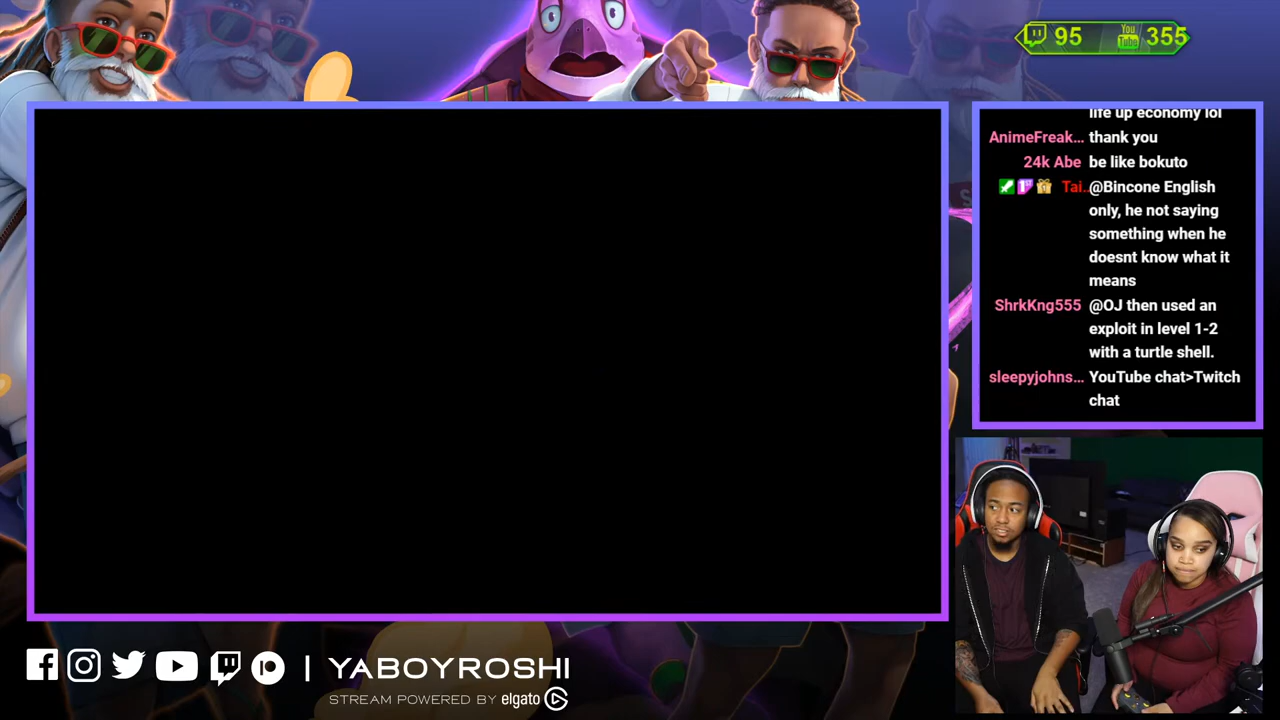 95
You
Tube
355
life up economy lol
AnimeFreak… thank you
24k Abe be like bokuto
Tai.. @Bincone English
only, he not saying
something when he
doesnt know what it
means
ShrkKng555 @OJ then used an
exploit in level 1-2
with a turtle shell.
sleepyjohns… YouTube chat>Twitch
chat
| YABOYROSHI
STREAM POWERED BY elgato